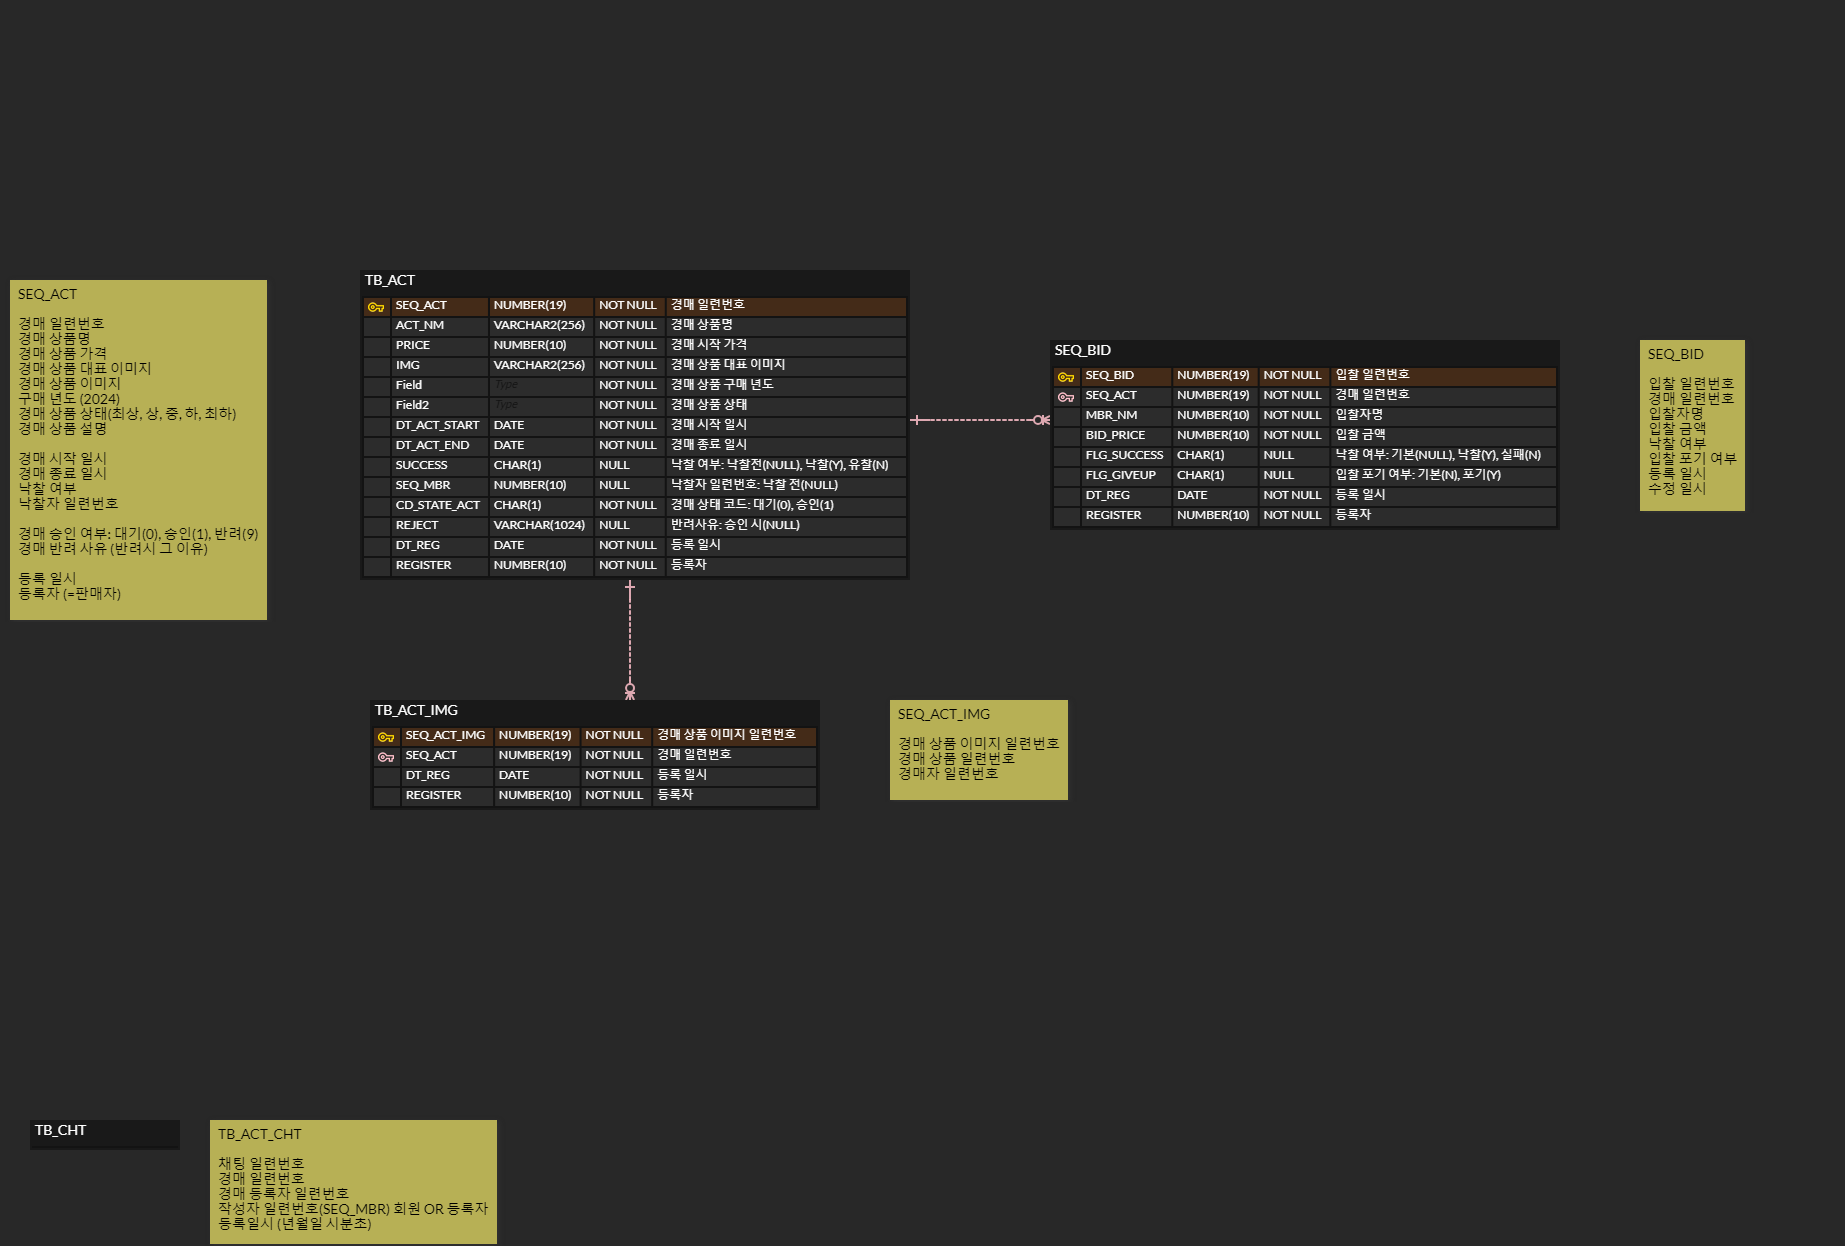 SEQ_ACT
경매 일련번호
경매 상품명
경매 상품 가격
경매 상품 대표 이미지
경매 상품 이미지
구매 년도 (2024)
경매 상품 상태(최상, 상, 중, 하, 최하)
경매 상품 설명
경매 시작 일시
경매 종료 일시
낙찰 여부
낙찰자 일련번호
경매 승인 여부: 대기(0), 승인(1), 반려(9)
경매 반려 사유 (반려시 그 이유)
등록 일시
등록자 (=판매자)
TB_ACT
SEQ_ACT NUMBER(19) NOT NULL 경매 일련번호
ACT_NM VARCHAR2(256) NOT NULL 경매 상품명
PRICE NUMBER(10) NOT NULL 경매 시작 가격
IMG VARCHAR2(256) NOT NULL 경매 상품 대표 이미지
Field Type NOT NULL 경매 상품 구매 년도
Field2 Type NOT NULL 경매 상품 상태
DT_ACT_START DATE NOT NULL 경매 시작 일시
DT_ACT_END DATE NOT NULL 경매 종료 일시
SUCCESS CHAR(1) NULL 낙찰 여부: 낙찰전(NULL), 낙찰(Y), 유찰(N)
SEQ_MBR NUMBER(10) NULL 낙찰자 일련번호: 낙찰 전(NULL)
CD_STATE_ACT CHAR(1) NOT NULL 경매 상태 코드: 대기(0), 승인(1)
REJECT VARCHAR(1024) NULL 반려사유: 승인 시(NULL)
DT_REG DATE NOT NULL 등록 일시
REGISTER NUMBER(10) NOT NULL 등록자
SEQ_BID
SEQ_BID NUMBER(19) NOT NULL 입찰 일련번호
SEQ_ACT NUMBER(19) NOT NULL 경매 일련번호
MBR_NM NUMBER(10) NOT NULL 입찰자명
BID_PRICE NUMBER(10) NOT NULL 입찰 금액
FLG_SUCCESS CHAR(1) NULL 낙찰 여부: 기본(NULL), 낙찰(Y), 실패(N)
FLG_GIVEUP CHAR(1) NULL 입찰 포기 여부: 기본(N), 포기(Y)
DT_REG DATE NOT NULL 등록 일시
REGISTER NUMBER(10) NOT NULL 등록자
SEQ_BID
입찰 일련번호
경매 일련번호
입찰자명
입찰 금액
낙찰 여부
입찰 포기 여부
등록 일시
수정 일시
TB_ACT_IMG
SEQ_ACT_IMG NUMBER(19) NOT NULL 경매 상품 이미지 일련번호
SEQ_ACT NUMBER(19) NOT NULL 경매 일련번호
DT_REG DATE NOT NULL 등록 일시
REGISTER NUMBER(10) NOT NULL 등록자
SEQ_ACT_IMG
경매 상품 이미지 일련번호
경매 상품 일련번호
경매자 일련번호
TB_CHT
TB_ACT_CHT
채팅 일련번호
경매 일련번호
경매 등록자 일련번호
작성자 일련번호(SEQ_MBR) 회원 OR 등록자
등록일시 (년월일 시분초)